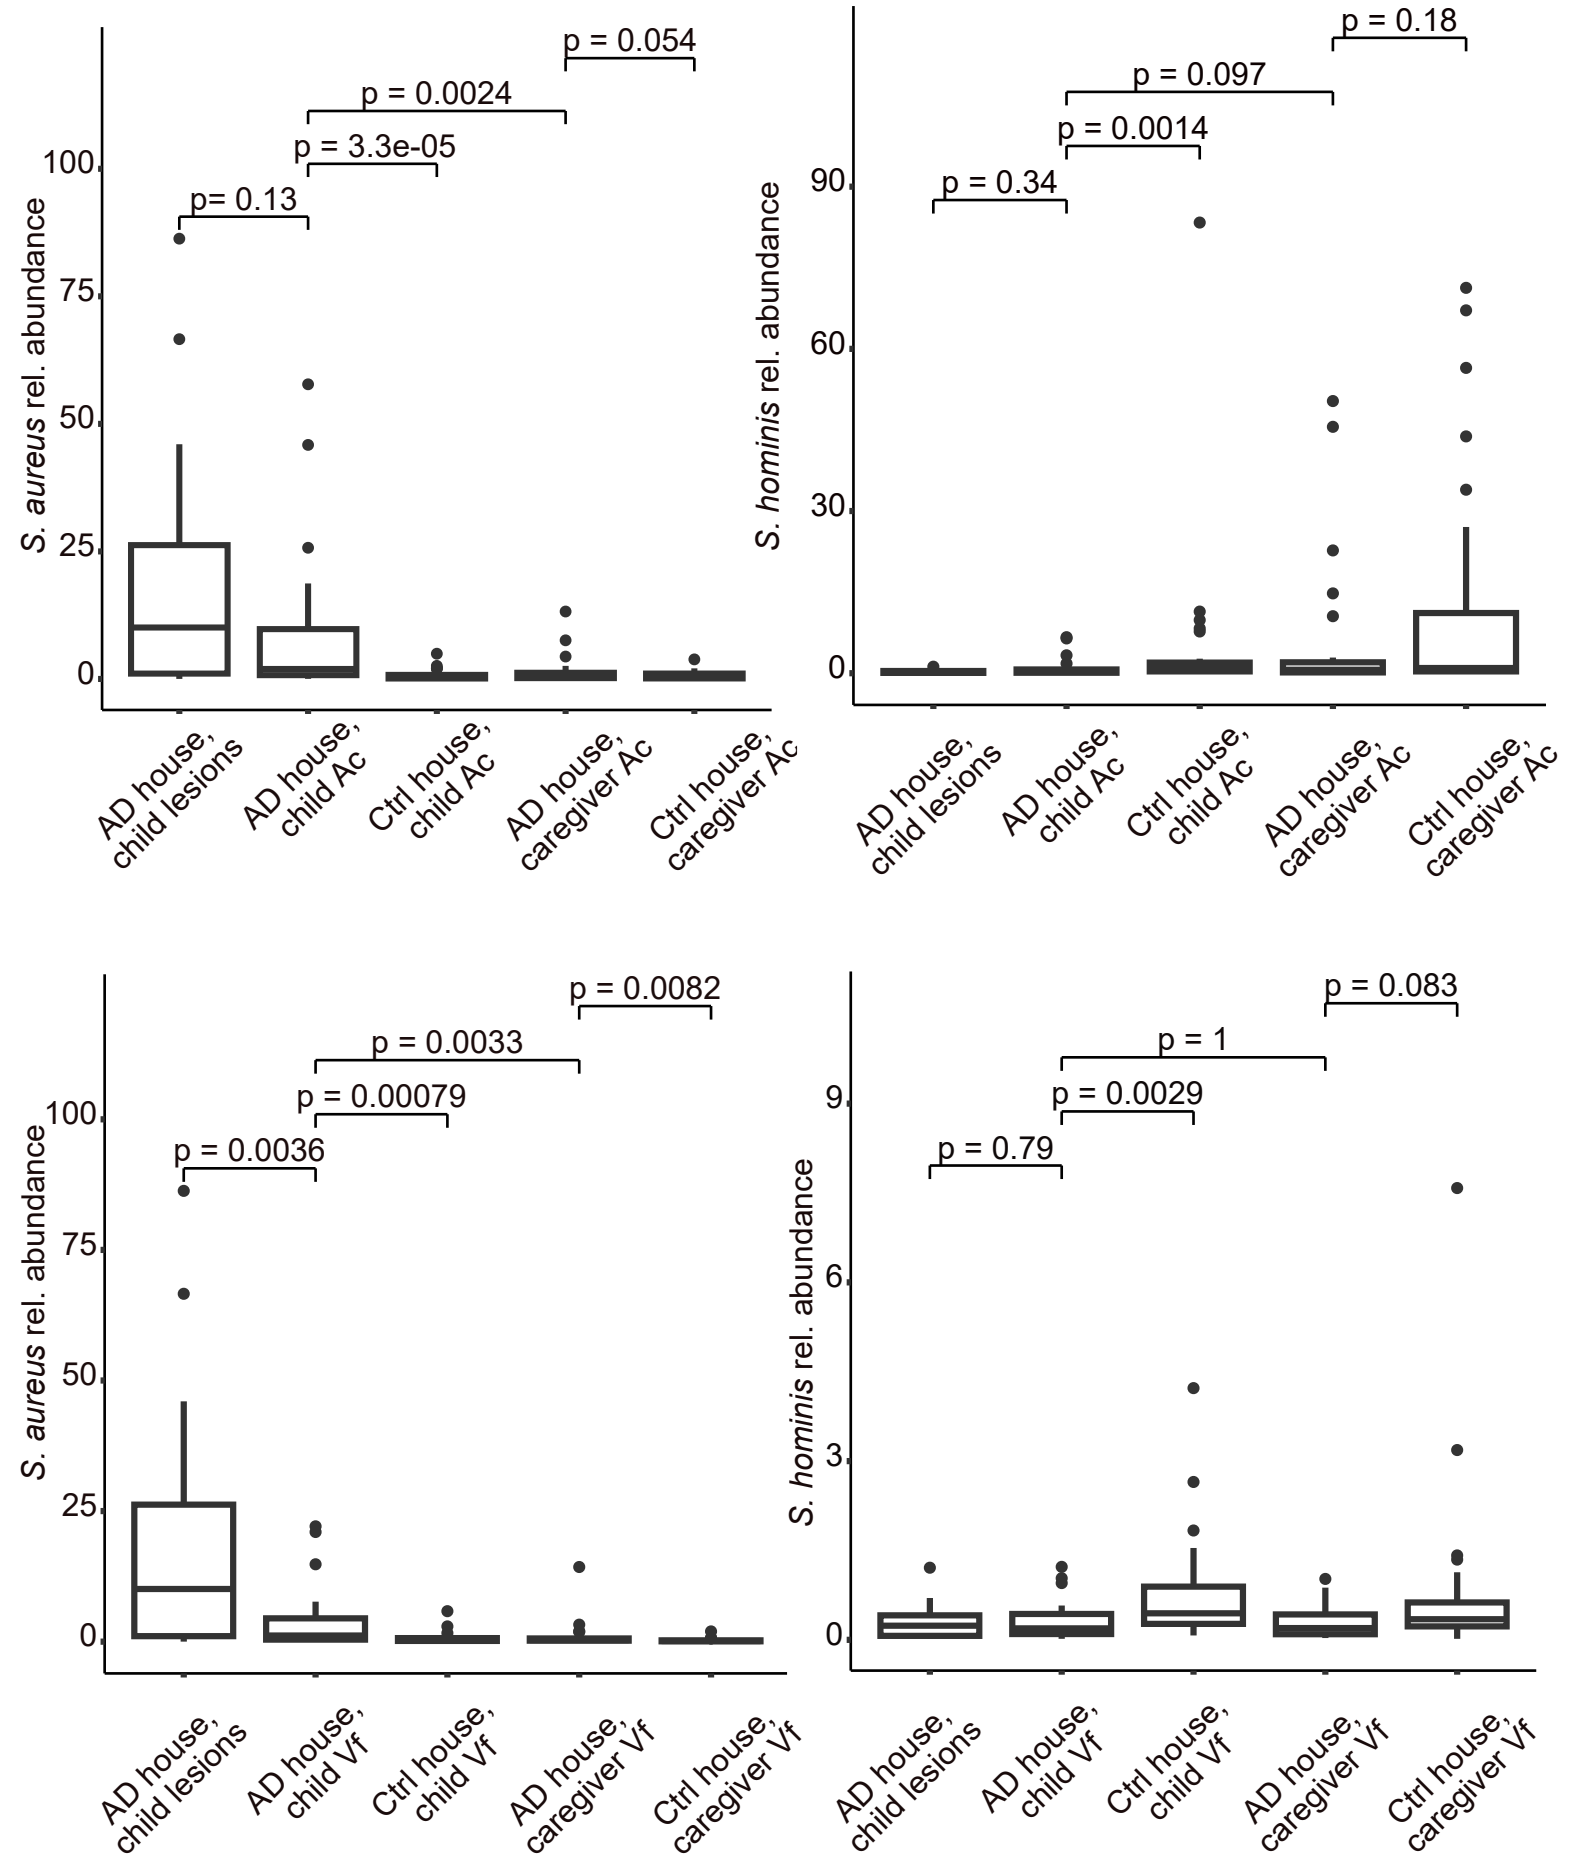 p = 0.054
p = 0.0024
p = 3.3e-05
p= 0.13
100
75
50
25
0
S. aureus rel. abundance
AD house,
child lesions
AD house,
child Ac
Ctrl house,
child Ac
AD house,
caregiver Ac
Ctrl house,
caregiver Ac
p = 0.18
p = 0.097
p = 0.0014
p = 0.34
90
60
30
0
S. hominis rel. abundance
AD house,
child lesions
AD house,
child Ac
Ctrl house,
child Ac
AD house,
caregiver Ac
Ctrl house,
caregiver Ac
p = 0.0082
p = 0.0033
p = 0.00079
p = 0.0036
100
75
50
25
0
S. aureus rel. abundance
AD house,
child lesions
AD house,
child Vf
Ctrl house,
child Vf
AD house,
caregiver Vf
Ctrl house,
caregiver Vf
p = 0.083
p = 1
p = 0.0029
p = 0.79
9
6
3
0
S. hominis rel. abundance
AD house,
child lesions
AD house,
child Vf
Ctrl house,
child Vf
AD house,
caregiver Vf
Ctrl house,
caregiver Vf